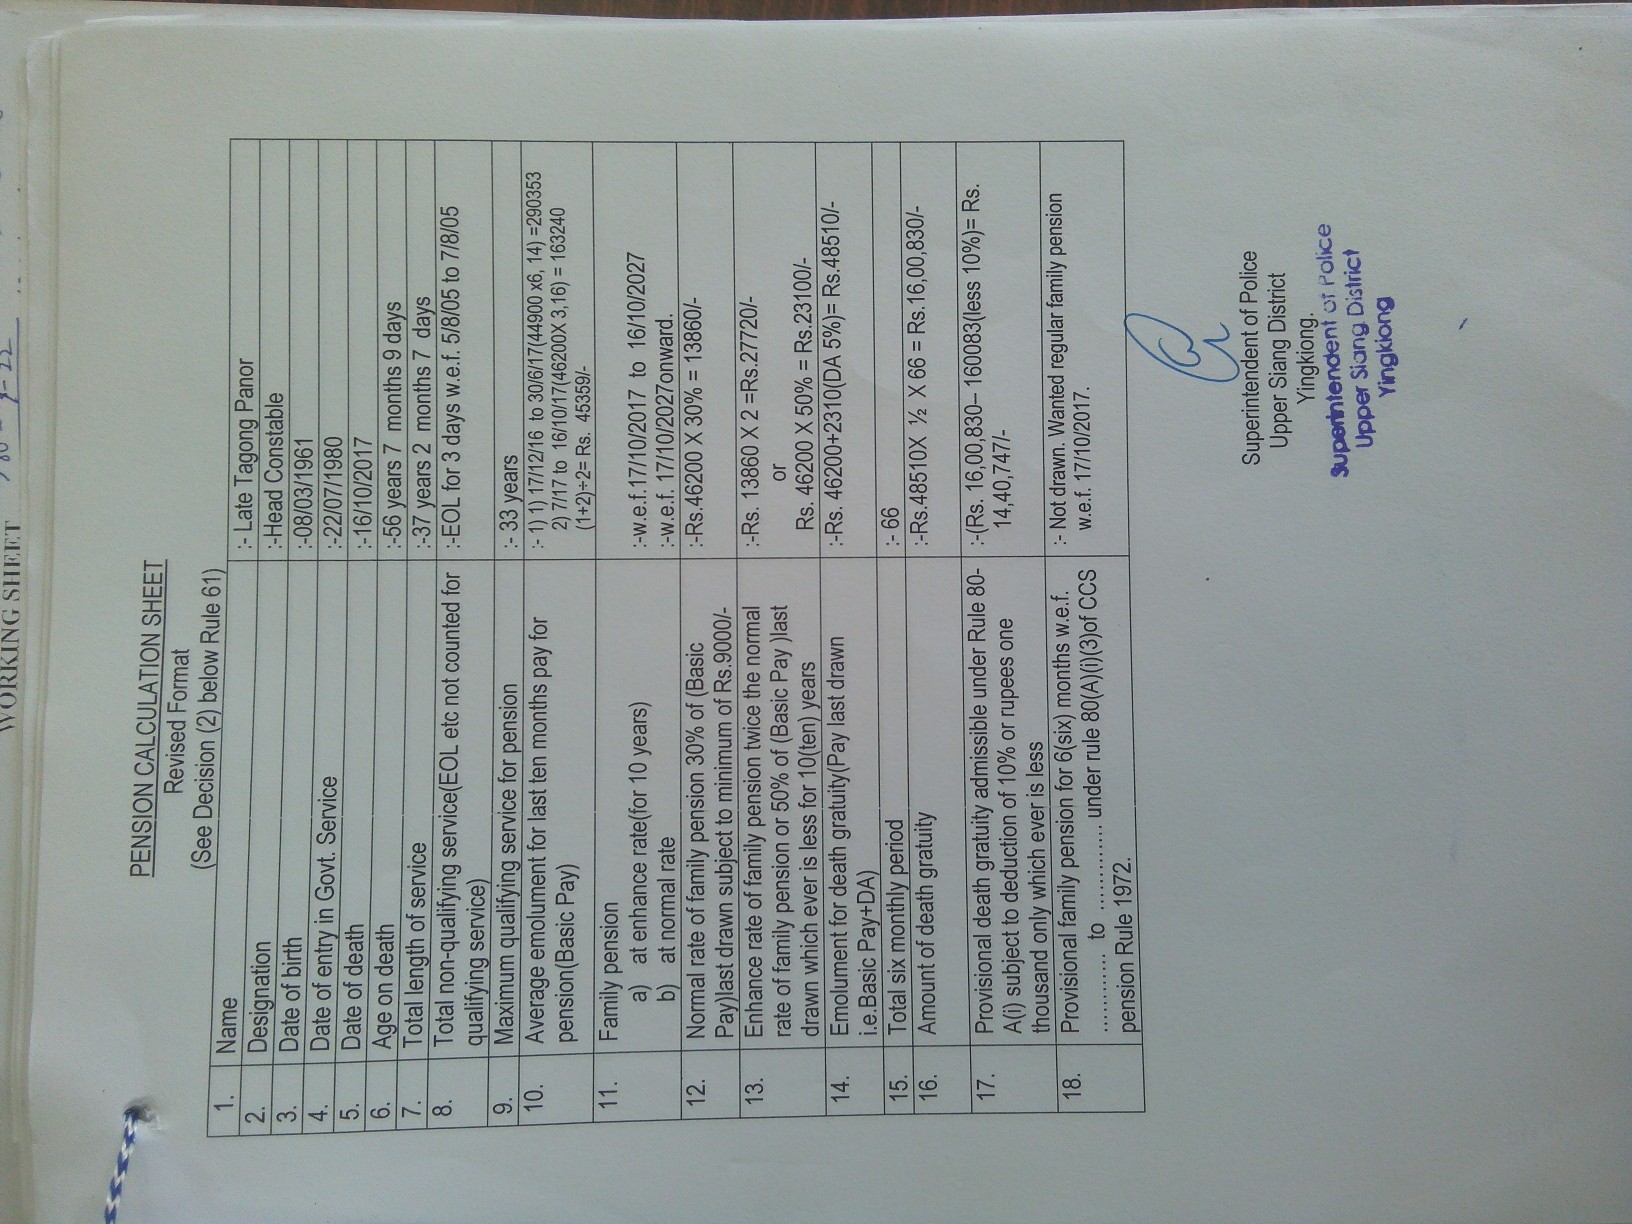 WORKING SHEET
PENSION CALCULATION SHEET
Revised Format
(See Decision (2) below Rule 61)
1. Name :- Late Tagong Panor
2. Designation :-Head Constable
3. Date of birth :-08/03/1961
4. Date of entry in Govt. Service :-22/07/1980
5. Date of death :-16/10/2017
6. Age on death :-56 years 7 months 9 days
7. Total length of service :-37 years 2 months 7 days
8. Total non-qualifying service(EOL etc not counted for :-EOL for 3 days w.e.f. 5/8/05 to 7/8/05
qualifying service)
9. Maximum qualifying service for pension :- 33 years
10. Average emolument for last ten months pay for :- 1) 1) 17/12/16 to 30/6/17(44900 x6, 14) =290353
pension(Basic Pay) 2) 7/17 to 16/10/17(46200X 3,16) = 163240
(1+2)÷2= Rs. 45359/-
11. Family pension
a) at enhance rate(for 10 years) :-w.e.f.17/10/2017 to 16/10/2027
b) at normal rate :-w.e.f. 17/10/2027onward.
12. Normal rate of family pension 30% of (Basic :-Rs.46200 X 30% = 13860/-
Pay)last drawn subject to minimum of Rs.9000/-
13. Enhance rate of family pension twice the normal :-Rs. 13860 X 2 =Rs.27720/-
rate of family pension or 50% of (Basic Pay )last or
drawn which ever is less for 10(ten) years Rs. 46200 X 50% = Rs.23100/-
14. Emolument for death gratuity(Pay last drawn :-Rs. 46200+2310(DA 5%)= Rs.48510/-
i.e.Basic Pay+DA)
15. Total six monthly period :- 66
16. Amount of death gratuity :-Rs.48510X ½ X 66 = Rs.16,00,830/-
17. Provisional death gratuity admissible under Rule 80- :-(Rs. 16,00,830– 160083(less 10%)= Rs.
A(i) subject to deduction of 10% or rupees one 14,40,747/-
thousand only which ever is less
18. Provisional family pension for 6(six) months w.e.f. :- Not drawn. Wanted regular family pension
........... to ............ under rule 80(A)(i)(3)of CCS w.e.f. 17/10/2017.
pension Rule 1972.
Superintendent of Police
Upper Siang District
Yingkiong.
Superintendent of Police
Upper Siang District
Yingkiong